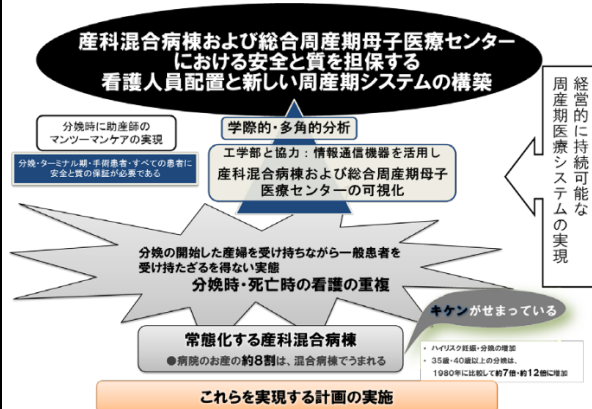 産科混合病棟および総合周産期母子医療センター
における安全と質を担保する
看護人員配置と新しい周産期システムの構築
経営的に持続可能な
周産期医療システムの実現
分娩時に助産師の
マンツーマンケアの実現
分娩・ターミナル期・手術患者・すべての患者に
安全と質の保証が必要である
学際的・多角的分析
工学部と協力：情報通信機器を活用し
産科混合病棟および総合周産期母子
医療センターの可視化
分娩の開始した産婦を受け持ちながら一般患者を
受け持たざるを得ない実態
分娩時・死亡時の看護の重複
キケンがせまっている
常態化する産科混合病棟
●病院のお産の約8割は、混合病棟でうまれる
・ ハイリスク妊娠・分娩の増加
・ 35歳・40歳以上の分娩は、
1980年に比較して約7倍・約12倍に増加
これらを実現する計画の実施